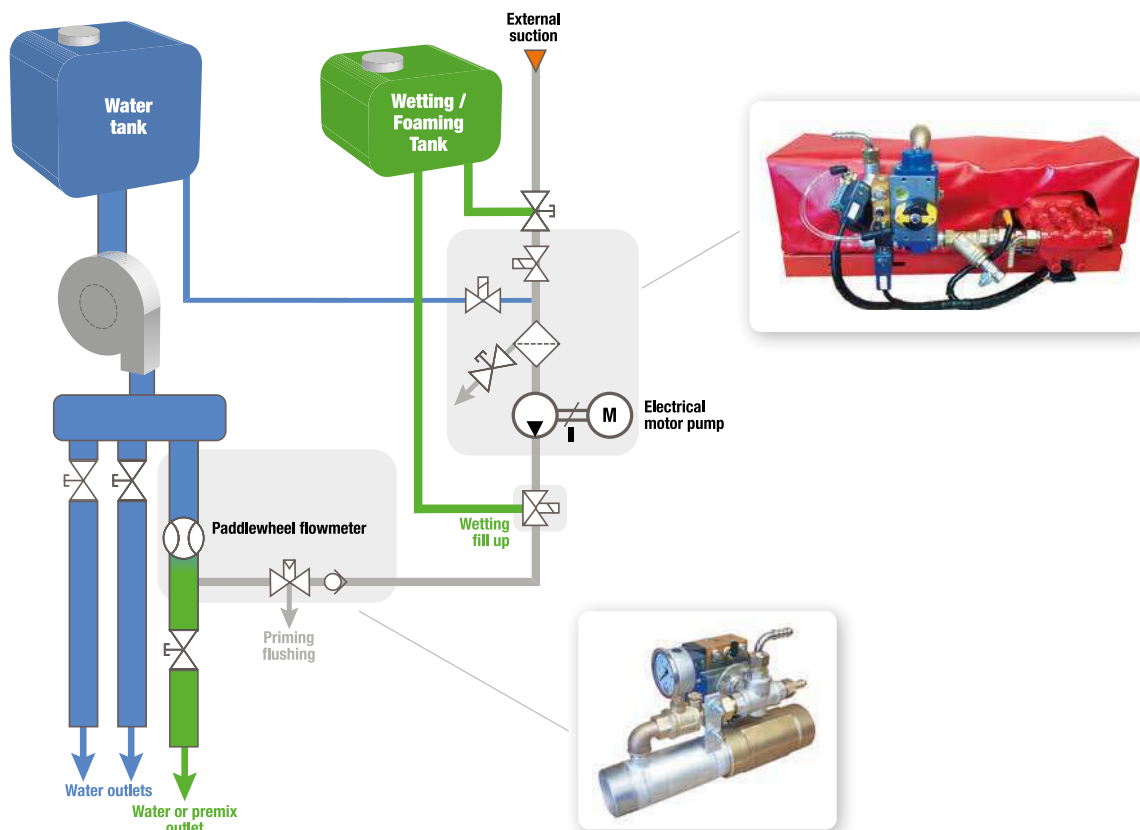 External
suction
Water
tank
Wetting /
Foaming
Tank
Electrical
motor pump
M
Paddlewheel flowmeter
Wetting
fill up
Priming
flushing
Water outlets
Water or premix
outlet